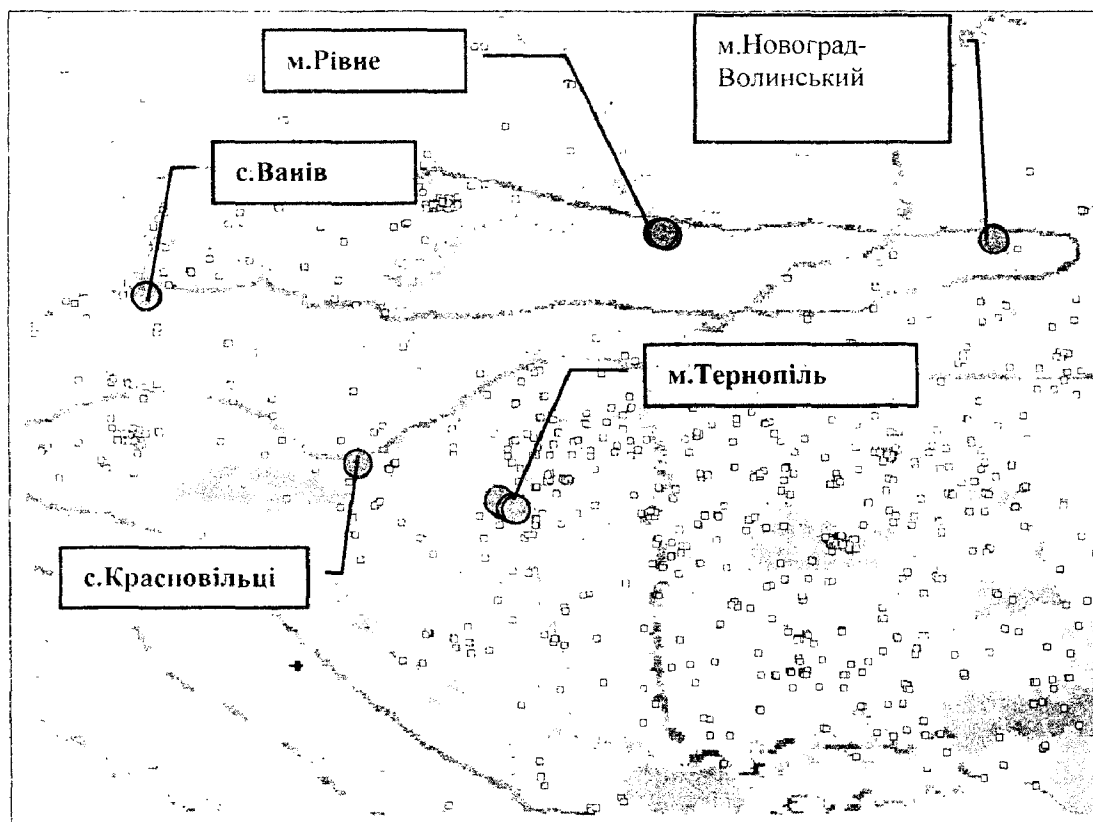 м.Рівне
м.Новоград-
Волинський
с.Ванів
м.Тернопіль
с.Красновільці